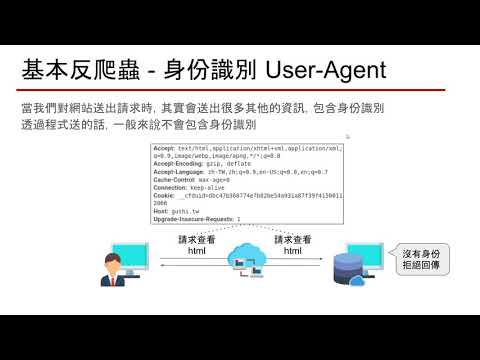 基本反爬蟲 - 身份識別 User-Agent
當我們對網站送出請求時，其實會送出很多其他的資訊，包含身份識別
透過程式送的話，一般來說不會包含身份識別
Accept: text/html,application/xhtml+xml,application/xml;
q=0.9,image/webp,image/apng,*/*;q=0.8
Accept-Encoding: gzip, deflate
Accept-Language: zh-TW,zh;q=0.9,en-US;q=0.8,en;q=0.7
Cache-Control: max-age=0
Connection: keep-alive
Cookie:
Host: gushi.tw
Upgrade-Insecure-Requests: 1
請求查看
html
請求查看
html
沒有身份
拒絕回傳